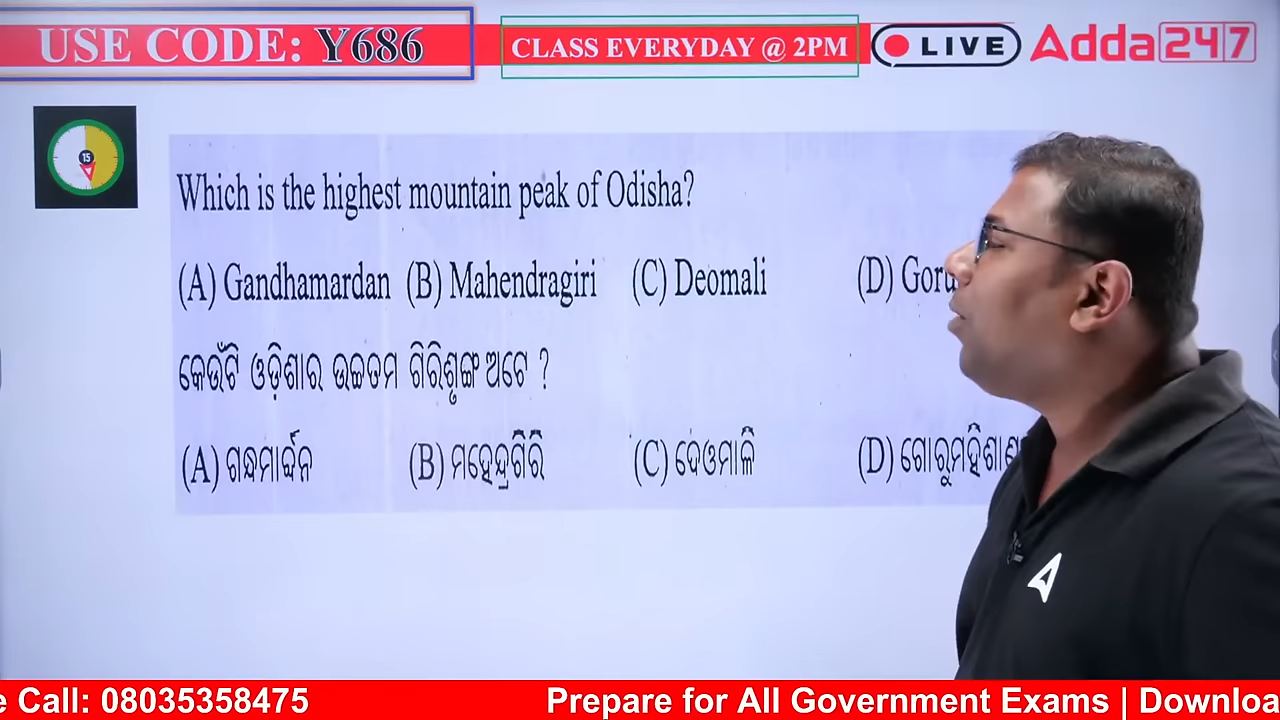 USE CODE: Y686
CLASS EVERYDAY @ 2PM
LIVE
Adda247
15
Which is the highest mountain peak of Odisha?
(A) Gandhamardan (B) Mahendragiri (C) Deomali (D)
କେଉଁଟି ଓଡ଼ିଶାର ଉଚ୍ଚତମ ଗିରିଶୃଙ୍ଗ ଅଟେ ?
(A) ଗନ୍ଧମାର୍ଦ୍ଦନ (B) ମହେନ୍ଦ୍ରଗିରି (C) ଦେଓମାଳି (D)
Call: 08035358475 Prepare for All Government Exams |